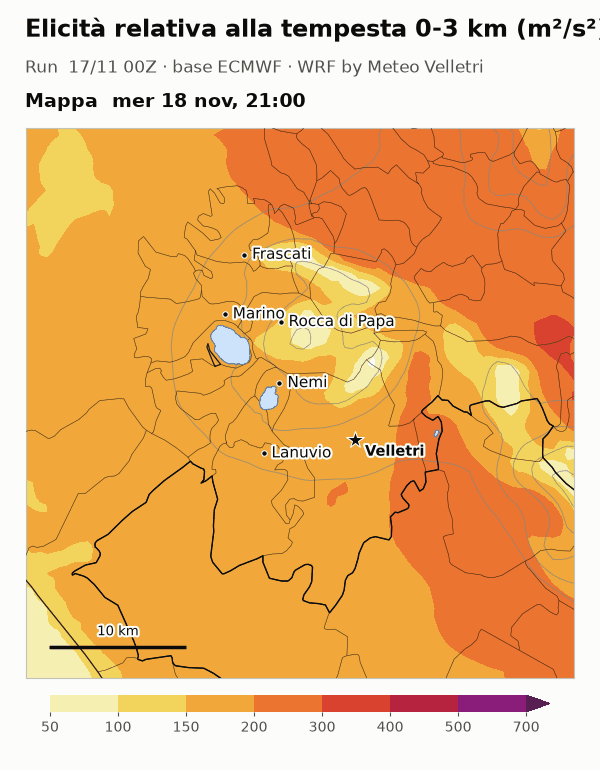 Elicità relativa alla tempesta 0-3 km (m²/s²)
Run 17/11 00Z · base ECMWF · WRF by Meteo Velletri
Mappa mer 18 nov, 21:00
Frascati
Marino
Rocca di Papa
Nemi
Velletri
Lanuvio
10 km
50 100 150 200 300 400 500 700